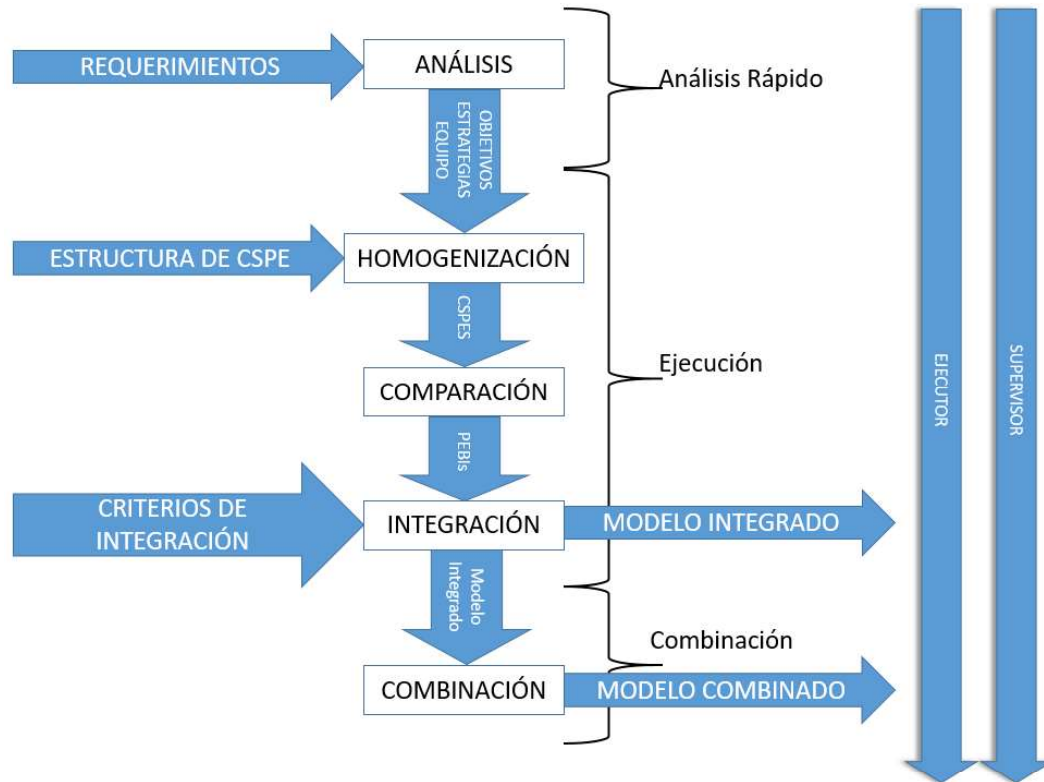 REQUERIMIENTOS
ANÁLISIS
Análisis Rápido
OBJETIVOS
ESTRATEGIAS
EQUIPO
ESTRUCTURA DE CSPE
HOMOGENIZACIÓN
CSPES
COMPARACIÓN
Ejecución
PEBIs
CRITERIOS DE
INTEGRACIÓN
INTEGRACIÓN
MODELO INTEGRADO
Modelo
Integrado
Combinación
COMBINACIÓN
MODELO COMBINADO
EJECUTOR
SUPERVISOR